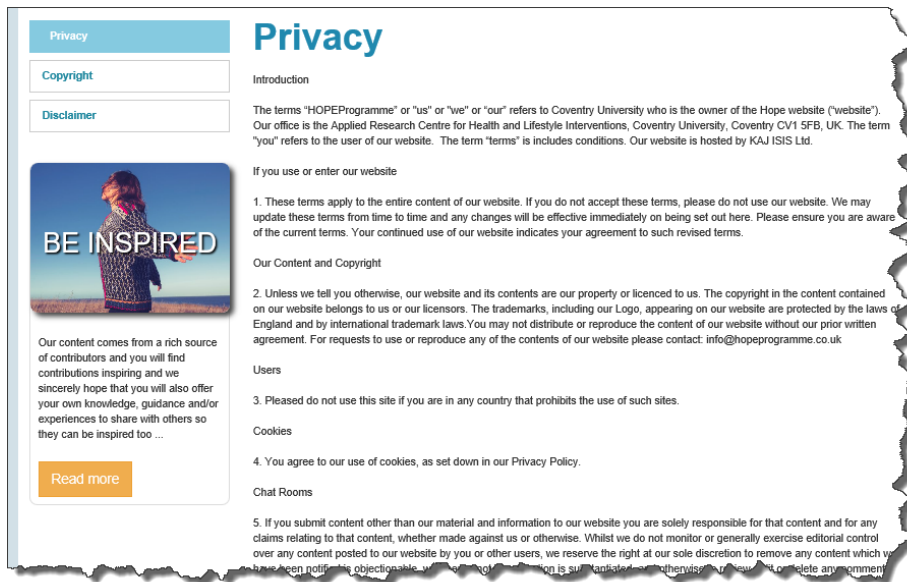 Privacy
Copyright
Disclaimer
BE INSPIRED
Our content comes from a rich source
of contributors and you will find
contributions inspiring and we
sincerely hope that you will also offer
your own knowledge, guidance and/or
experiences to share with others so
they can be inspired too ...
Read more
Privacy
Introduction
The terms “HOPEProgramme” or "us" or "we" or “our” refers to Coventry University who is the owner of the Hope website (“website”).
Our office is the Applied Research Centre for Health and Lifestyle Interventions, Coventry University, Coventry CV1 5FB, UK. The term
"you" refers to the user of our website.  The term “terms” is includes conditions. Our website is hosted by KAJ ISIS Ltd.
If you use or enter our website
1. These terms apply to the entire content of our website. If you do not accept these terms, please do not use our website. We may
update these terms from time to time and any changes will be effective immediately on being set out here. Please ensure you are aware
of the current terms. Your continued use of our website indicates your agreement to such revised terms.
Our Content and Copyright
2. Unless we tell you otherwise, our website and its contents are our property or licenced to us. The copyright in the content contained
on our website belongs to us or our licensors. The trademarks, including our Logo, appearing on our website are protected by the laws of
England and by international trademark laws.You may not distribute or reproduce the content of our website without our prior written
agreement. For requests to use or reproduce any of the contents of our website please contact: info@hopeprogramme.co.uk
Users
3. Pleased do not use this site if you are in any country that prohibits the use of such sites.
Cookies
4. You agree to our use of cookies, as set down in our Privacy Policy.
Chat Rooms
5. If you submit content other than our material and information to our website you are solely responsible for that content and for any
claims relating to that content, whether made against us or otherwise. Whilst we do not monitor or generally exercise editorial control
over any content posted to our website by you or other users, we reserve the right at our sole discretion to remove any content which
been is objectionable, is comment